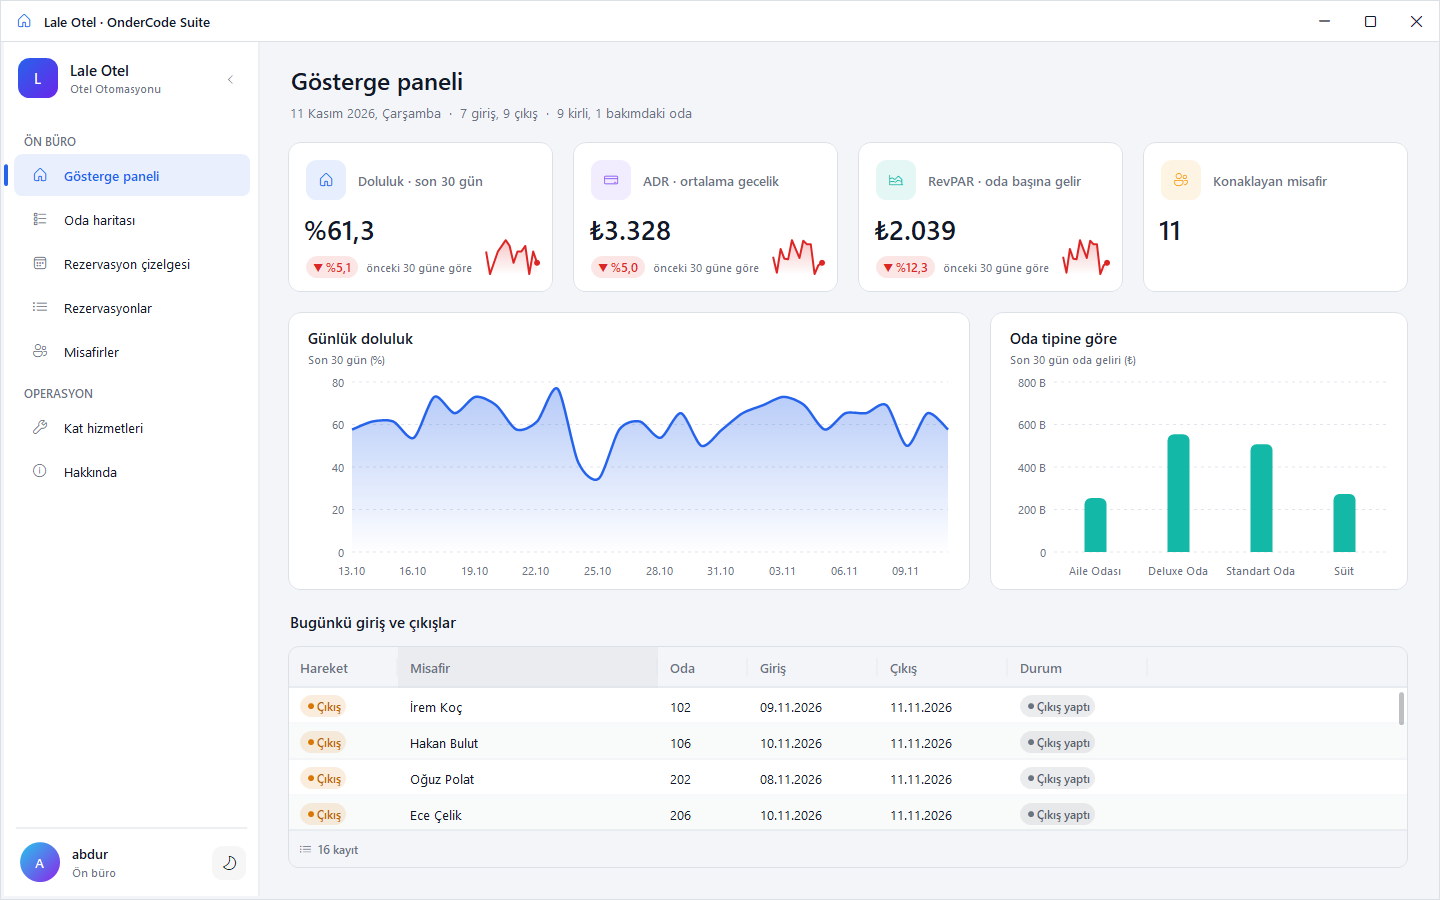 Lale Otel · OnderCode Suite
L
Lale Otel
Otel Otomasyonu
ÖN BÜRO
Gösterge paneli
Oda haritası
Rezervasyon çizelgesi
Rezervasyonlar
Misafirler
OPERASYON
Kat hizmetleri
Hakkında
A
abdur
Ön büro
Gösterge paneli
11 Kasım 2026, Çarşamba · 7 giriş, 9 çıkış · 9 kirli, 1 bakımdaki oda
Doluluk · son 30 gün
%61,3
▼ %5,1 önceki 30 güne göre
ADR · ortalama gecelik
₺3.328
▼ %5,0 önceki 30 güne göre
RevPAR · oda başına gelir
₺2.039
▼ %12,3 önceki 30 güne göre
Konaklayan misafir
11
Günlük doluluk
Son 30 gün (%)
80
60
40
20
0
13.10 16.10 19.10 22.10 25.10 28.10 31.10 03.11 06.11 09.11
Oda tipine göre
Son 30 gün oda geliri (₺)
800 B
600 B
400 B
200 B
0
Aile Odası Deluxe Oda Standart Oda Süit
Bugünkü giriş ve çıkışlar
Hareket Misafir Oda Giriş Çıkış Durum
Çıkış İrem Koç 102 09.11.2026 11.11.2026 Çıkış yaptı
Çıkış Hakan Bulut 106 10.11.2026 11.11.2026 Çıkış yaptı
Çıkış Oğuz Polat 202 08.11.2026 11.11.2026 Çıkış yaptı
Çıkış Ece Çelik 206 10.11.2026 11.11.2026 Çıkış yaptı
16 kayıt